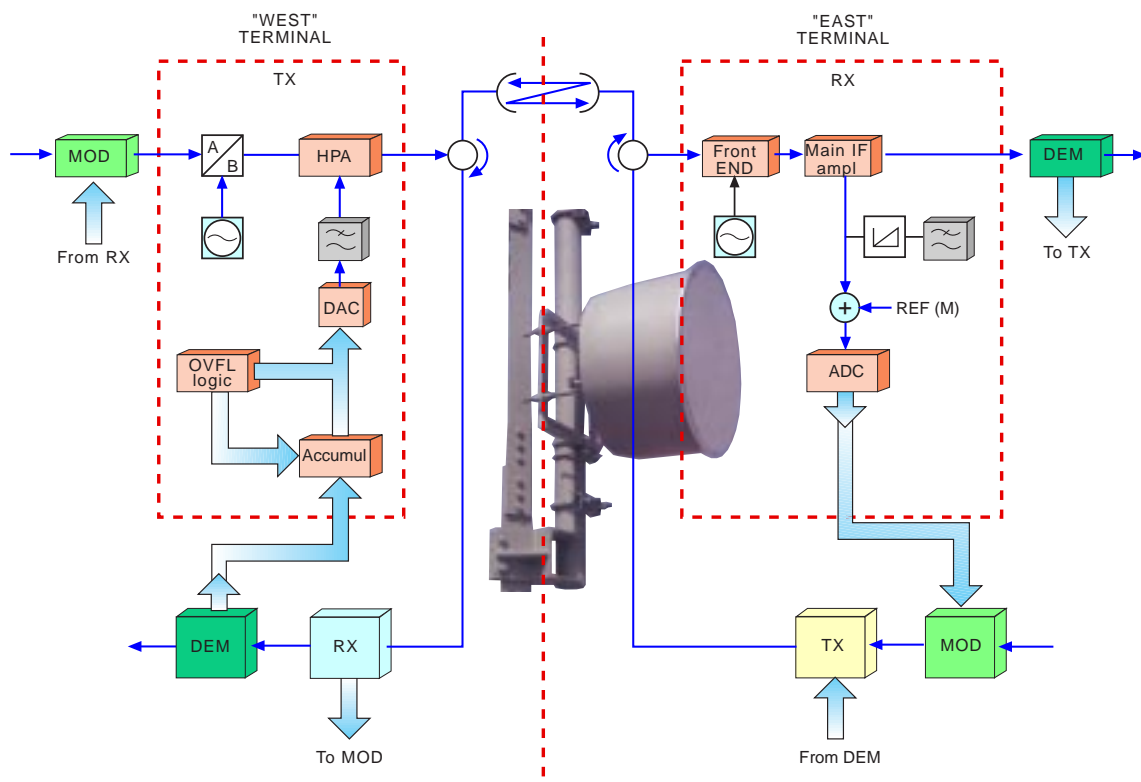 "WEST"
TERMINAL
"EAST"
TERMINAL
TX
RX
MOD
A
B
HPA
Front
END
Main IF
ampl
DEM
From RX
To TX
DAC
REF (M)
+
OVFL
logic
ADC
Accumul
DEM
RX
TX
MOD
To MOD
From DEM